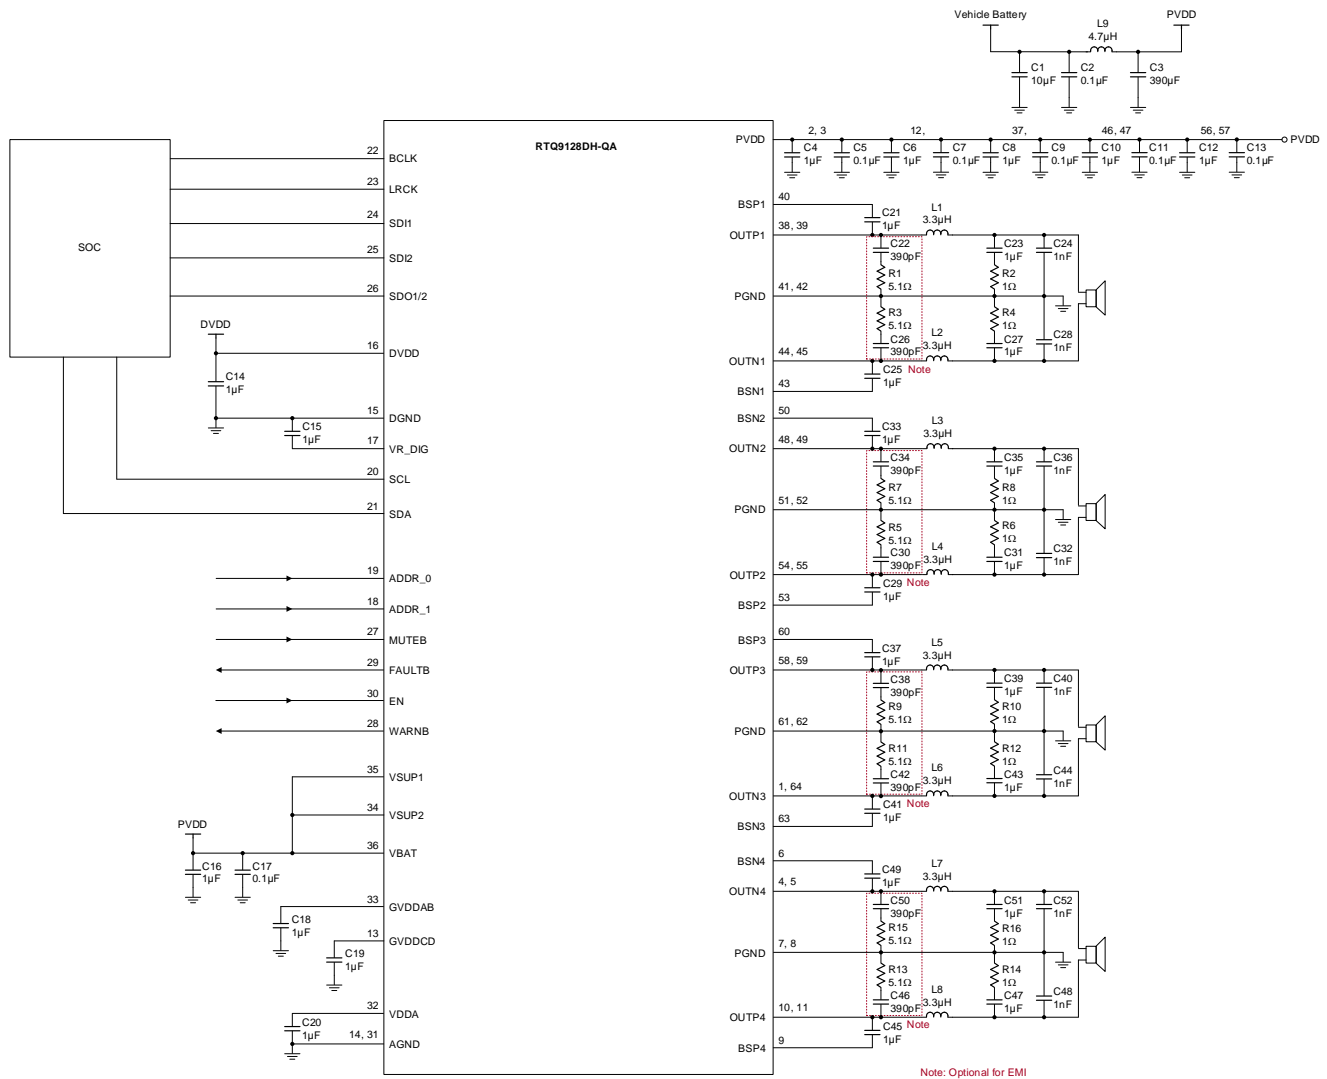 Vehicle Battery
PVDD
L9
4.7µH
C1
10µF
C2
0.1µF
C3
390µF
RTQ9128DH-QA
SOC
22
BCLK
23
LRCK
24
SDI1
25
SDI2
26
SDO1/2
DVDD
16
DVDD
C14
1µF
15
DGND
C15
1µF
17
VR_DIG
20
SCL
21
SDA
19
ADDR_0
18
ADDR_1
27
MUTEB
29
FAULTB
30
EN
28
WARNB
35
VSUP1
34
VSUP2
PVDD
36
VBAT
C16
1µF
C17
0.1µF
33
GVDDAB
C18
1µF
13
GVDDCD
C19
1µF
32
VDDA
C20
1µF
14, 31
AGND
PVDD
2, 3
12,
37,
46, 47
56, 57
PVDD
C4
1µF
C5
0.1µF
C6
1µF
C7
0.1µF
C8
1µF
C9
0.1µF
C10
1µF
C11
0.1µF
C12
1µF
C13
0.1µF
BSP1
40
C21
1µF
L1
3.3µH
OUTP1
38, 39
C22
390pF
C23
1µF
C24
1nF
R1
5.1Ω
R2
1Ω
PGND
41, 42
R3
5.1Ω
R4
1Ω
L2
3.3µH
C26
390pF
C27
1µF
C28
1nF
OUTN1
44, 45
C25
1µF
Note
BSN1
43
BSN2
50
C33
1µF
L3
3.3µH
OUTN2
48, 49
C34
390pF
C35
1µF
C36
1nF
R7
5.1Ω
R8
1Ω
PGND
51, 52
R5
5.1Ω
R6
1Ω
L4
3.3µH
C30
390pF
C31
1µF
C32
1nF
OUTP2
54, 55
C29
1µF
Note
BSP2
53
BSP3
60
C37
1µF
L5
3.3µH
OUTP3
58, 59
C38
390pF
C39
1µF
C40
1nF
R9
5.1Ω
R10
1Ω
PGND
61, 62
R11
5.1Ω
R12
1Ω
L6
3.3µH
C42
390pF
C43
1µF
C44
1nF
OUTN3
1, 64
C41
1µF
Note
BSN3
63
BSN4
6
C49
1µF
L7
3.3µH
OUTN4
4, 5
C50
390pF
C51
1µF
C52
1nF
R15
5.1Ω
R16
1Ω
PGND
7, 8
R13
5.1Ω
R14
1Ω
L8
3.3µH
C46
390pF
C47
1µF
C48
1nF
OUTP4
10, 11
C45
1µF
Note
BSP4
9
Note: Optional for EMI